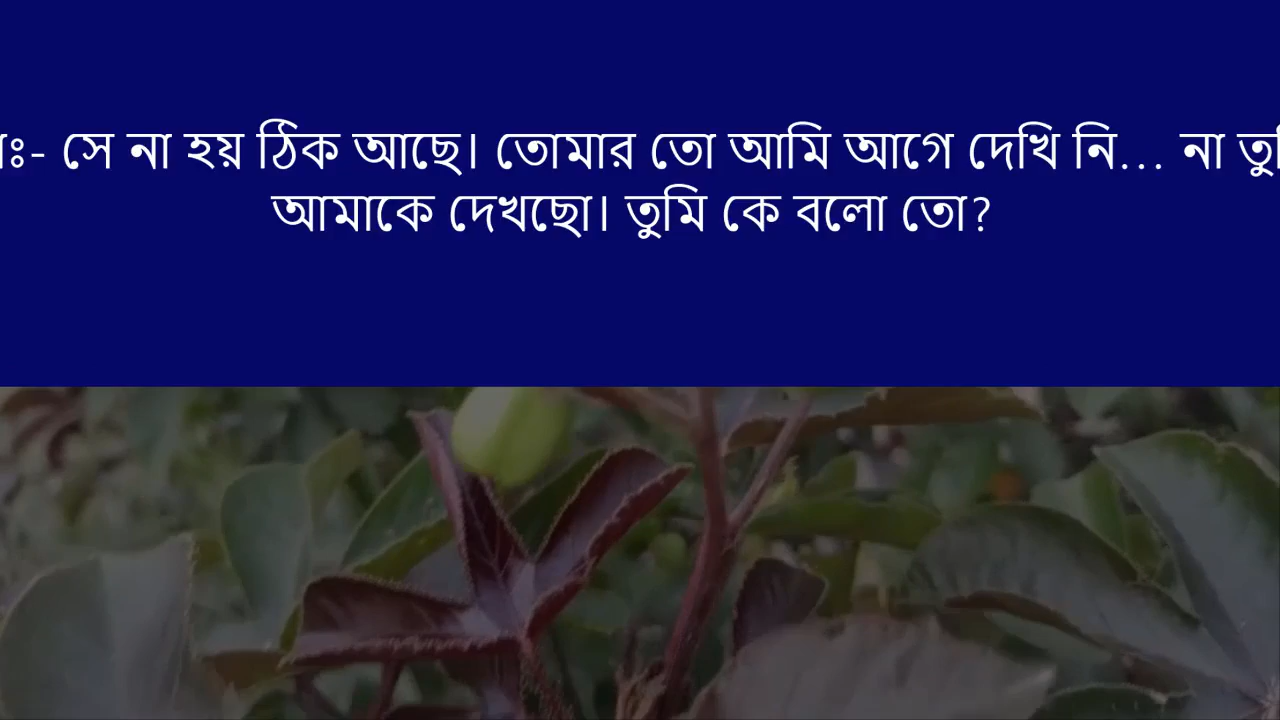 সে না হয় ঠিক আছে। তোমার তো আমি আগে দেখি নি... না
আমাকে দেখছো। তুমি কে বলো তো?